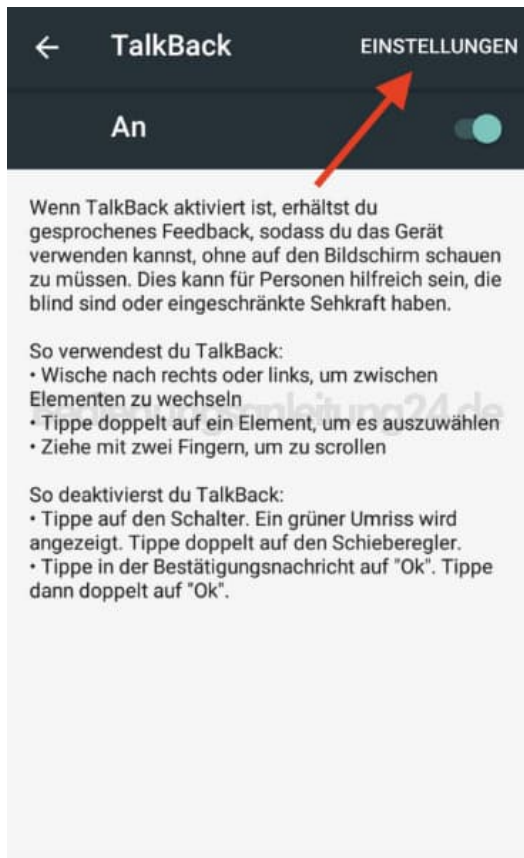 ← TalkBack EINSTELLUNGEN
An
Wenn TalkBack aktiviert ist, erhältst du
gesprochenes Feedback, sodass du das Gerät
verwenden kannst, ohne auf den Bildschirm schauen
zu müssen. Dies kann für Personen hilfreich sein, die
blind sind oder eingeschränkte Sehkraft haben.
So verwendest du TalkBack:
• Wische nach rechts oder links, um zwischen
Elementen zu wechseln
bedienungsanleitung24.de
• Tippe doppelt auf ein Element, um es auszuwählen
• Ziehe mit zwei Fingern, um zu scrollen
So deaktivierst du TalkBack:
• Tippe auf den Schalter. Ein grüner Umriss wird
angezeigt. Tippe doppelt auf den Schieberegler.
• Tippe in der Bestätigungsnachricht auf "Ok". Tippe
dann doppelt auf "Ok".